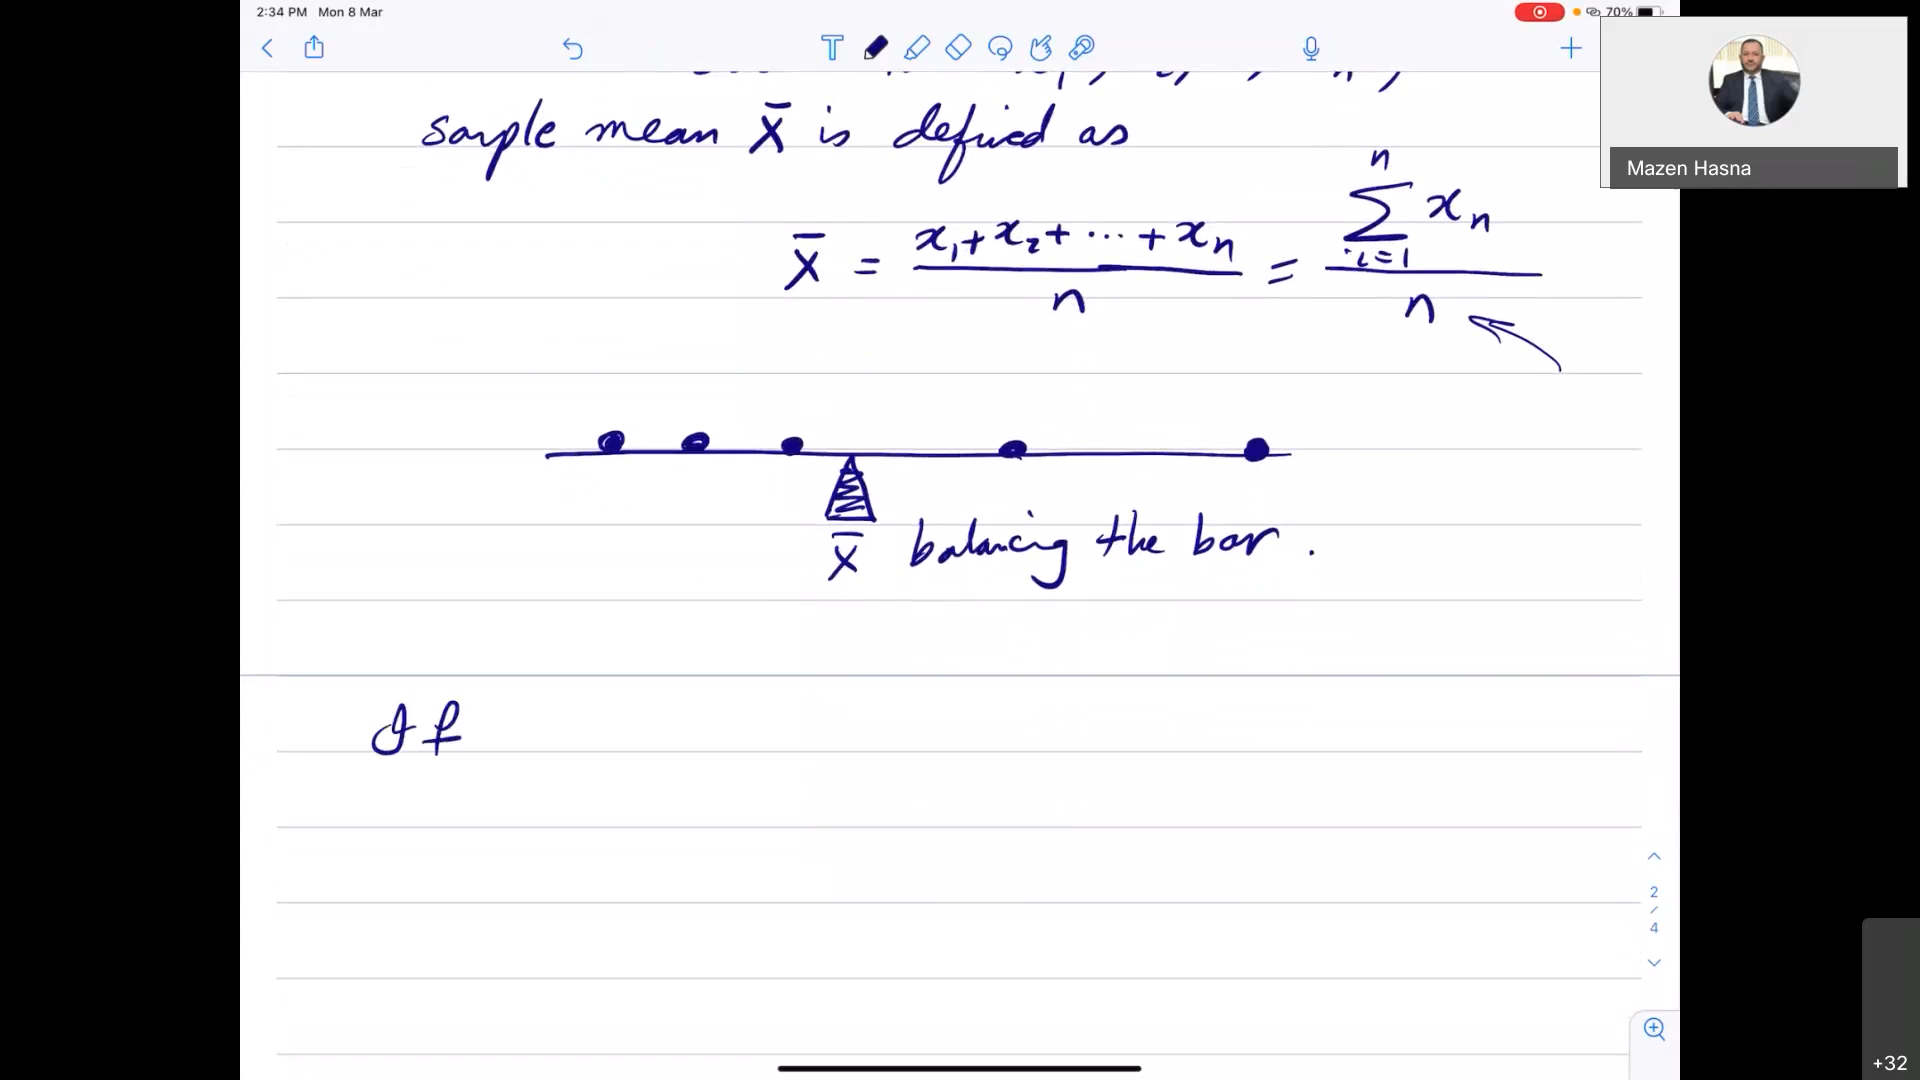 2:34 PM Mon 8 Mar
70%
Mazen Hasna
sample mean X̄ is defined as
X̄ = (x₁+x₂+⋯+xₙ)/n = (∑ⁿᵢ₌₁ xₙ)/n
X̄ balancing the bar .
If
2
/
4
+32